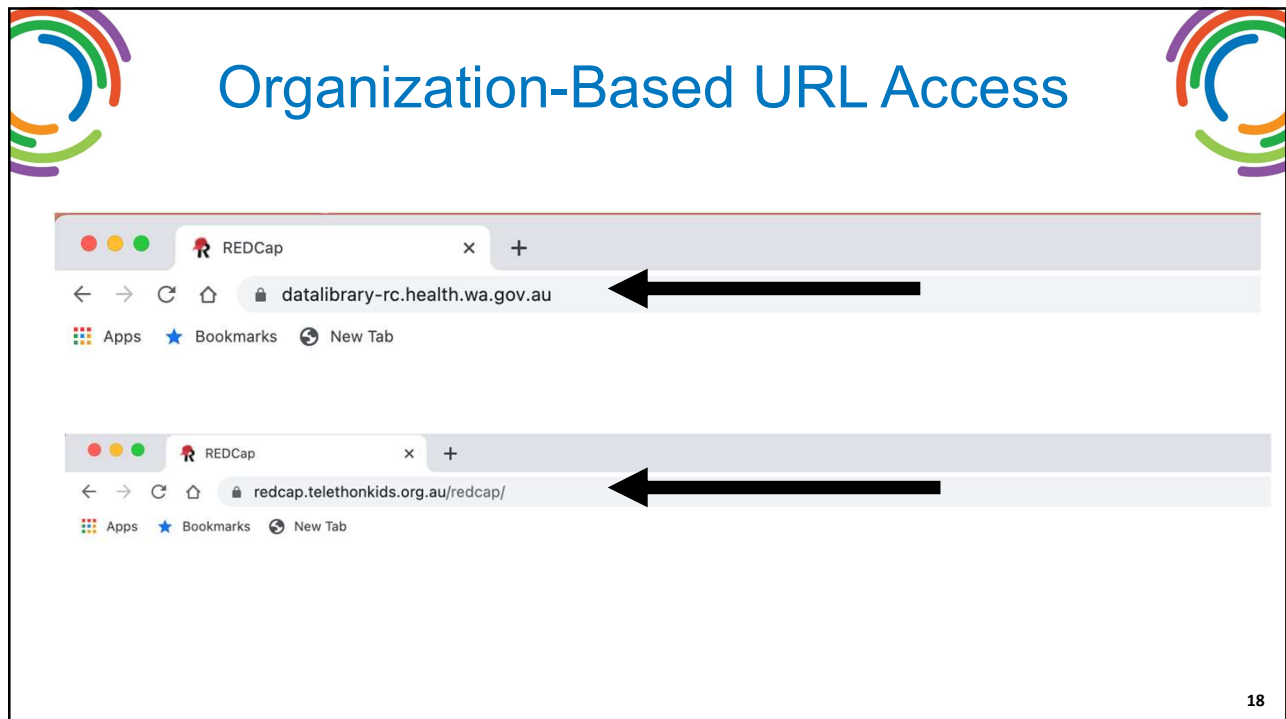 Organization-Based URL Access
REDCap × +
datalibrary-rc.health.wa.gov.au
Apps Bookmarks New Tab
REDCap × +
redcap.telethonkids.org.au/redcap/
Apps Bookmarks New Tab
18